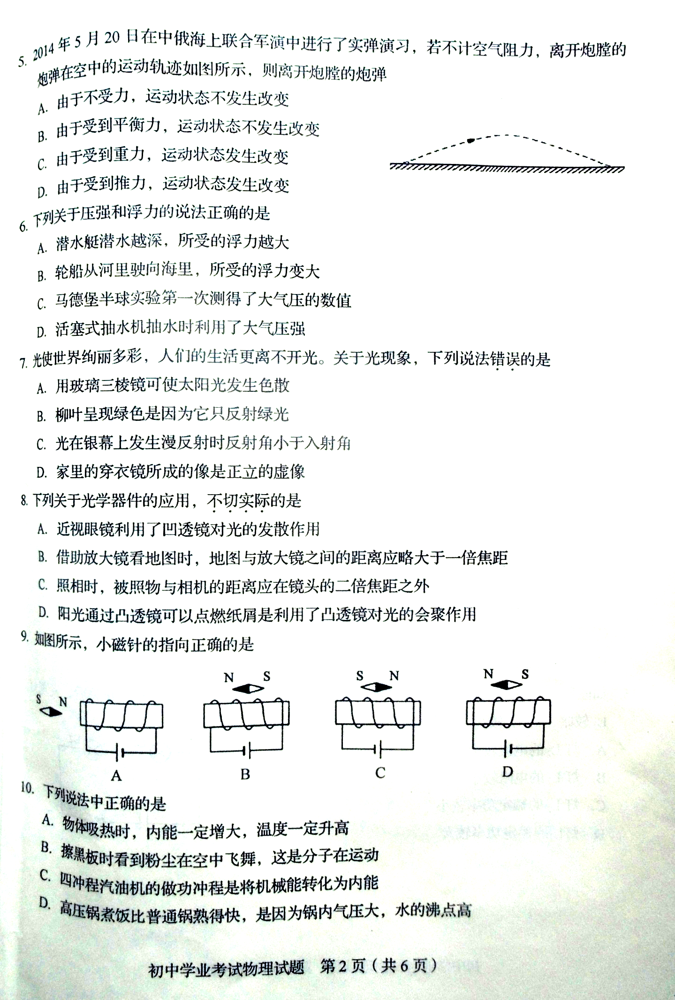 5. 2014年5月20日在中俄海上联合军演中进行了实弹演习，若不计空气阻力，离开炮膛的
炮弹在空中的运动轨迹如图所示，则离开炮膛的炮弹
A. 由于不受力，运动状态不发生改变
B. 由于受到平衡力，运动状态不发生改变
C. 由于受到重力，运动状态发生改变
D. 由于受到推力，运动状态发生改变
6. 下列关于压强和浮力的说法正确的是
A. 潜水艇潜水越深，所受的浮力越大
B. 轮船从河里驶向海里，所受的浮力变大
C. 马德堡半球实验第一次测得了大气压的数值
D. 活塞式抽水机抽水时利用了大气压强
7. 光使世界绚丽多彩，人们的生活更离不开光。关于光现象，下列说法错误的是
A. 用玻璃三棱镜可使太阳光发生色散
B. 柳叶呈现绿色是因为它只反射绿光
C. 光在银幕上发生漫反射时反射角小于入射角
D. 家里的穿衣镜所成的像是正立的虚像
8. 下列关于光学器件的应用，不切实际的是
A. 近视眼镜利用了凹透镜对光的发散作用
B. 借助放大镜看地图时，地图与放大镜之间的距离应略大于一倍焦距
C. 照相时，被照物与相机的距离应在镜头的二倍焦距之外
D. 阳光通过凸透镜可以点燃纸屑是利用了凸透镜对光的会聚作用
9. 如图所示，小磁针的指向正确的是
S N N S S N N S
A B C D
10. 下列说法中正确的是
A. 物体吸热时，内能一定增大，温度一定升高
B. 擦黑板时看到粉尘在空中飞舞，这是分子在运动
C. 四冲程汽油机的做功冲程是将机械能转化为内能
D. 高压锅煮饭比普通锅熟得快，是因为锅内气压大，水的沸点高
初中学业考试物理试题 第2页（共6页）